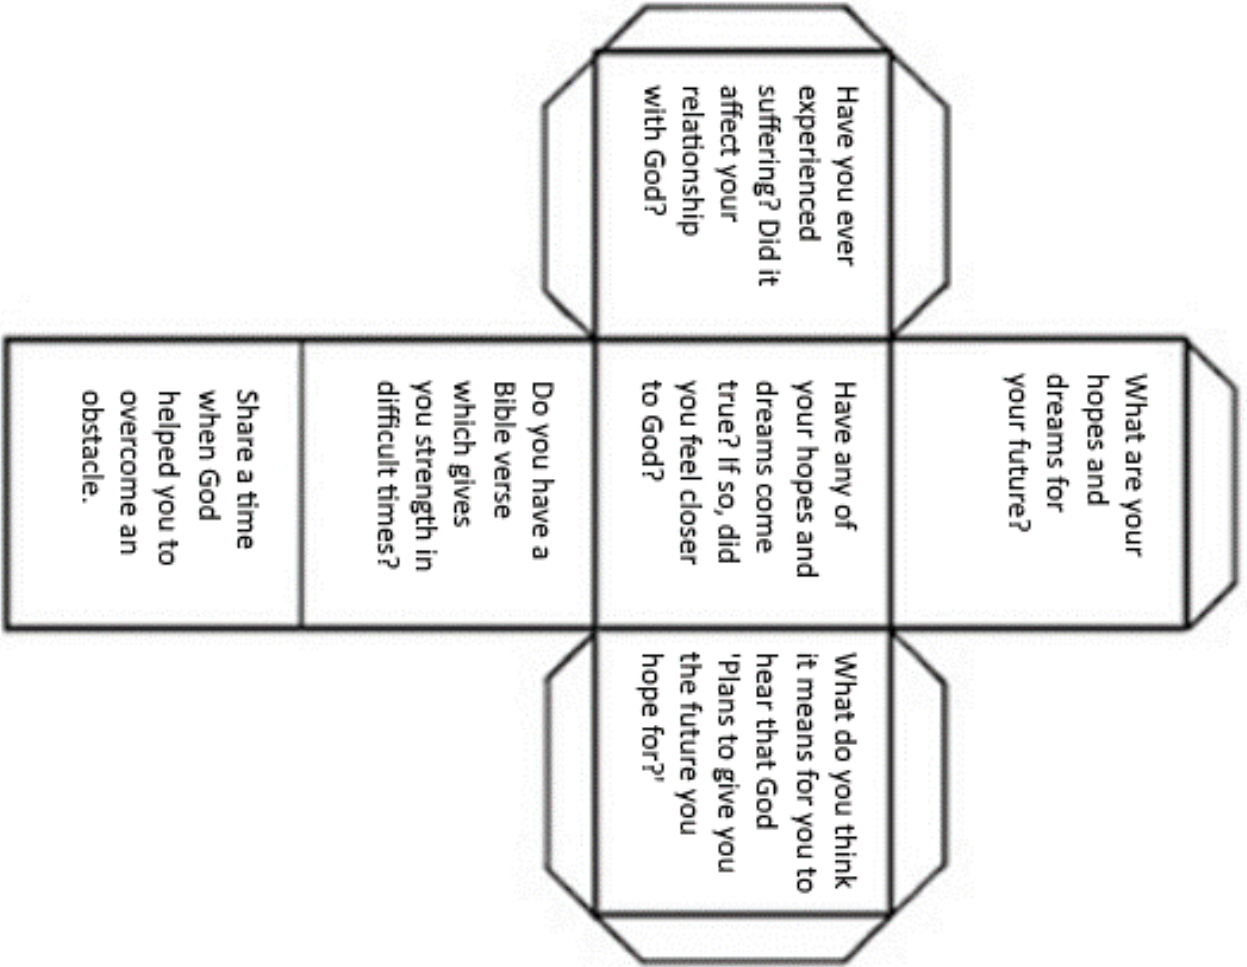 What are your
hopes and
dreams for
your future?
Have you ever
experienced
suffering? Did it
affect your
relationship
with God?
Have any of
your hopes and
dreams come
true? If so, did
you feel closer
to God?
What do you think
it means for you to
hear that God
'Plans to give you
the future you
hope for?'
Do you have a
Bible verse
which gives
you strength in
difficult times?
Share a time
when God
helped you to
overcome an
obstacle.